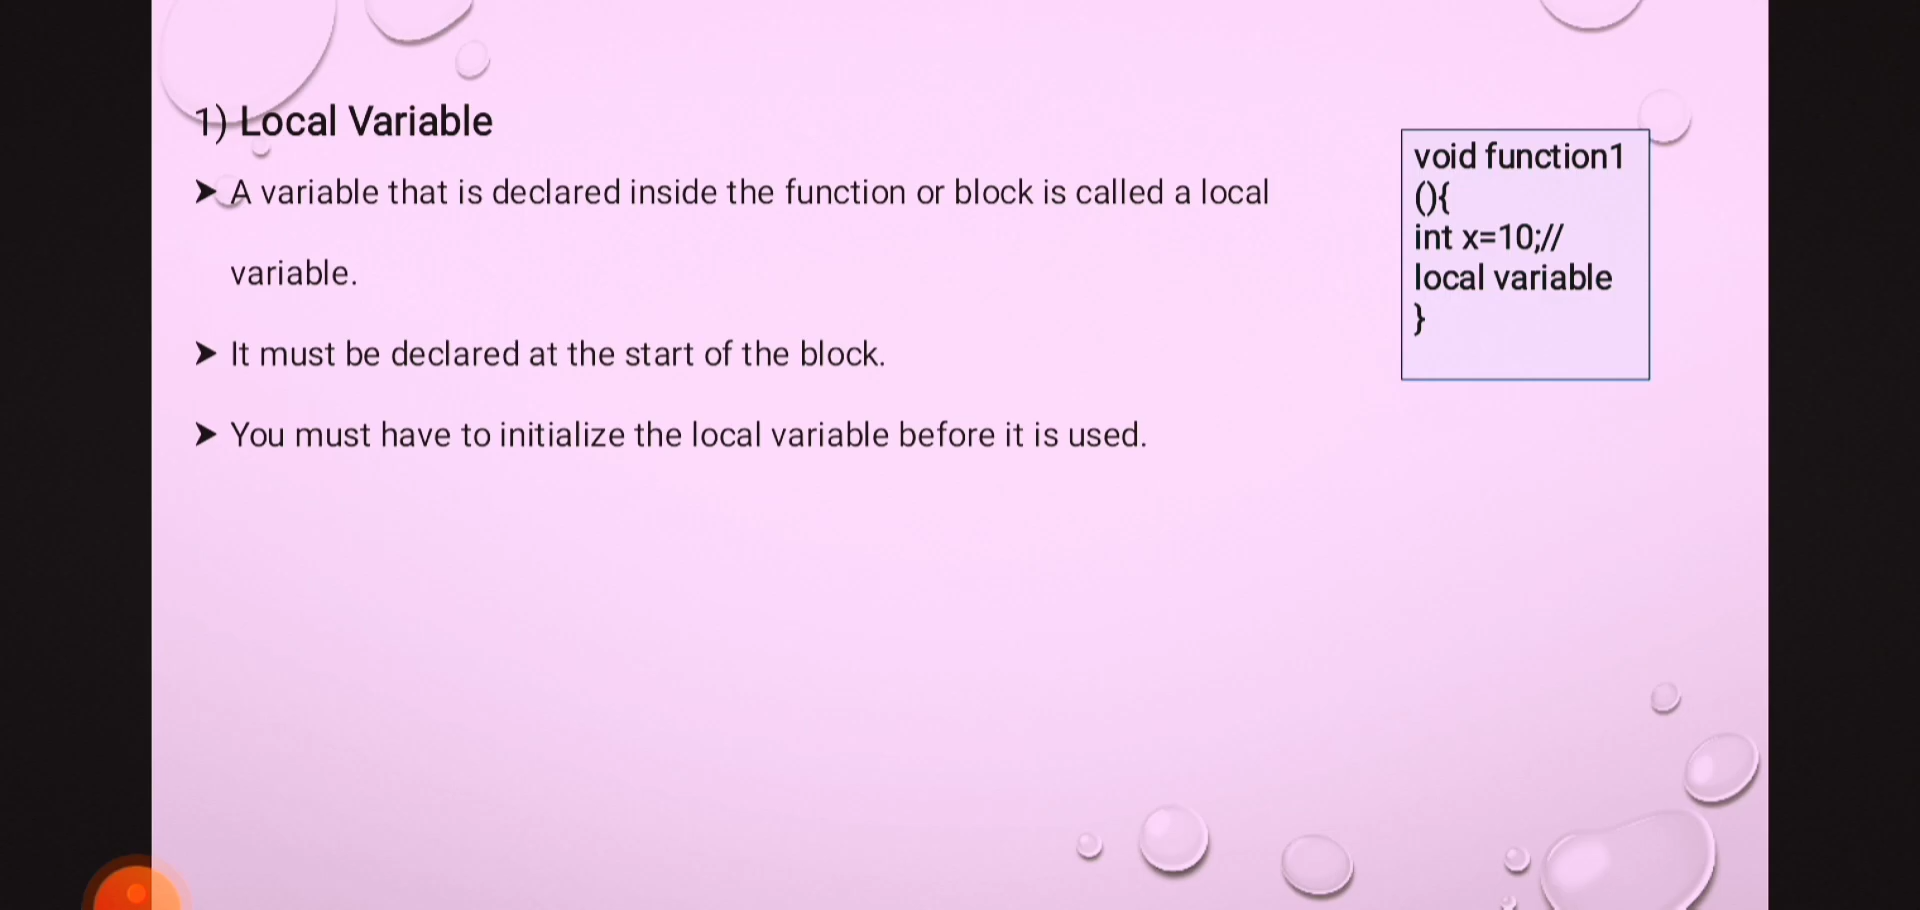 1) Local Variable
➤ A variable that is declared inside the function or block is called a local
variable.
➤ It must be declared at the start of the block.
➤ You must have to initialize the local variable before it is used.
void function1
(){
int x=10;//
local variable
}